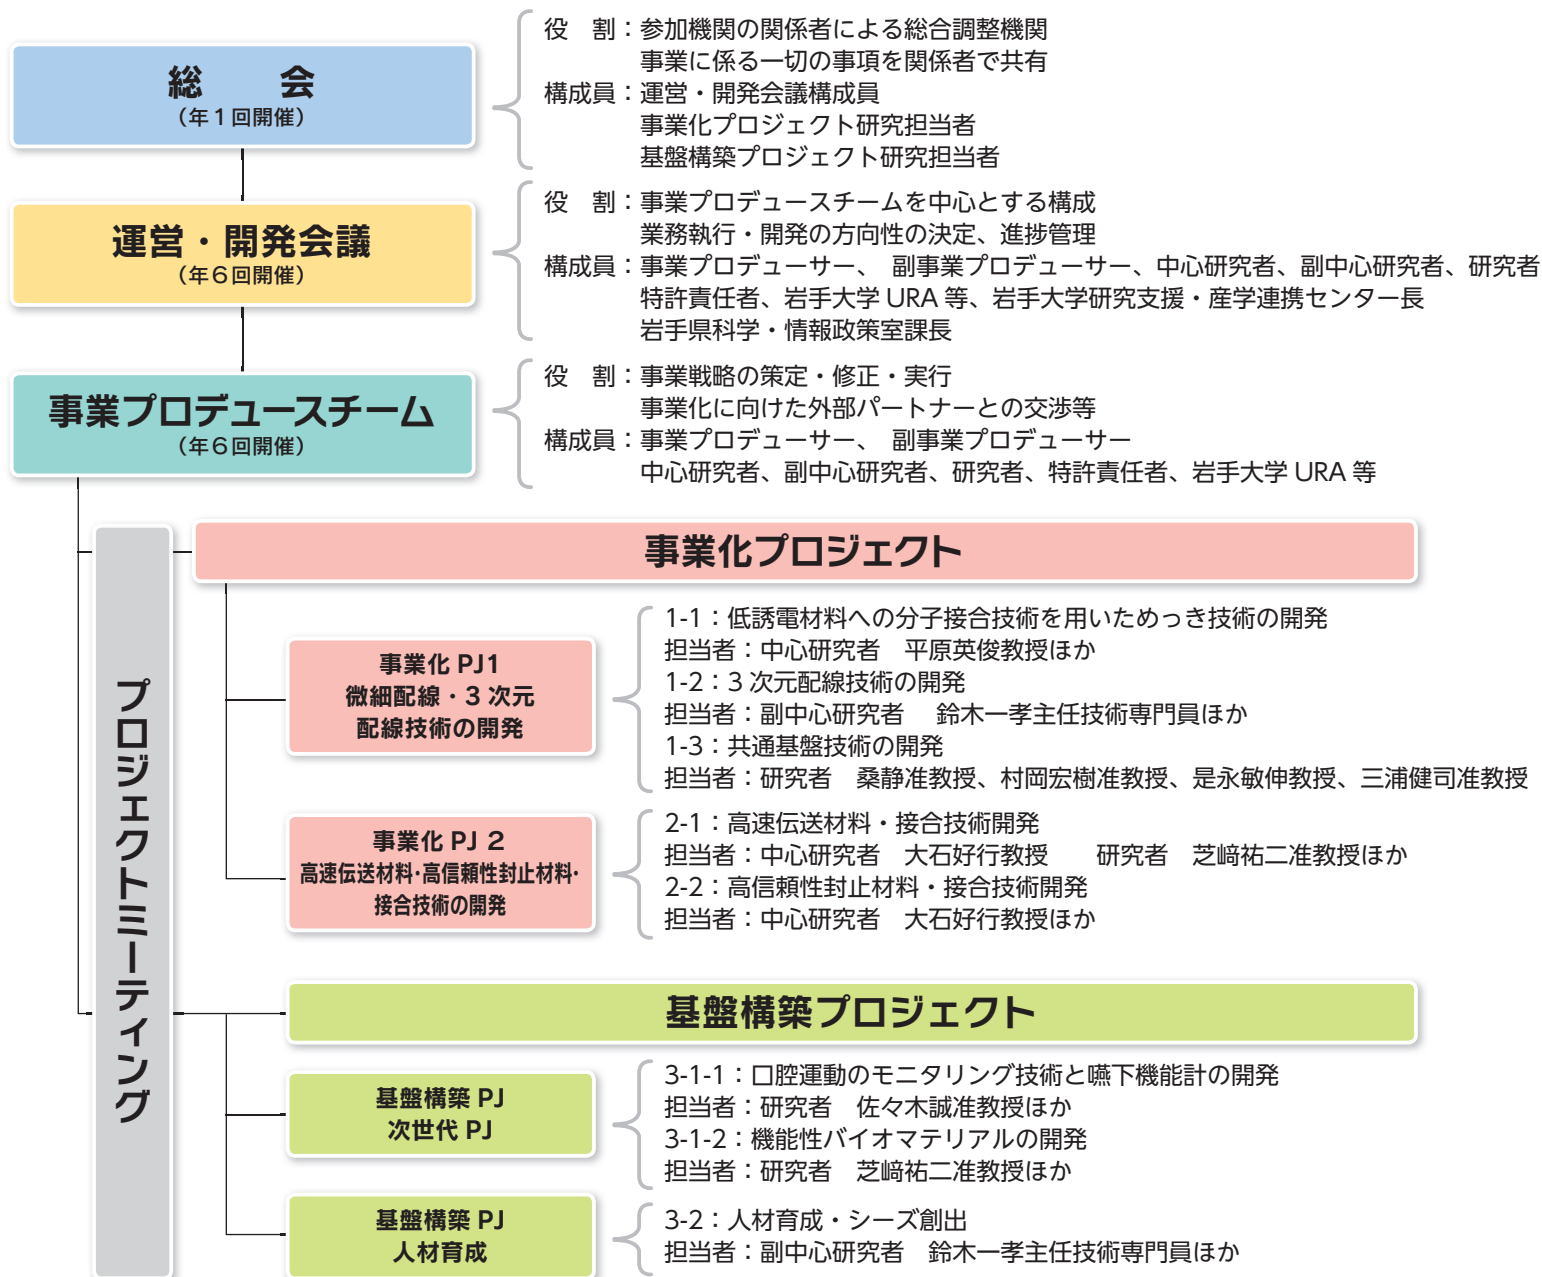 総　会
（年１回開催）
役　割：参加機関の関係者による総合調整機関
事業に係る一切の事項を関係者で共有
構成員：運営・開発会議構成員
事業化プロジェクト研究担当者
基盤構築プロジェクト研究担当者
運営・開発会議
（年６回開催）
役　割：事業プロデュースチームを中心とする構成
業務執行・開発の方向性の決定、進捗管理
構成員：事業プロデューサー、 副事業プロデューサー、中心研究者、副中心研究者、研究者
特許責任者、岩手大学 URA 等、岩手大学研究支援・産学連携センター長
岩手県科学・情報政策室課長
事業プロデュースチーム
（年６回開催）
役　割：事業戦略の策定・修正・実行
事業化に向けた外部パートナーとの交渉等
構成員：事業プロデューサー、 副事業プロデューサー
中心研究者、副中心研究者、研究者、特許責任者、岩手大学 URA 等
プロジェクトミーティング
事業化プロジェクト
事業化 PJ１
微細配線・３次元
配線技術の開発
1-1：低誘電材料への分子接合技術を用いためっき技術の開発
担当者：中心研究者　平原英俊教授ほか
1-2：3 次元配線技術の開発
担当者：副中心研究者　鈴木一孝主任技術専門員ほか
1-3：共通基盤技術の開発
担当者：研究者　桑静准教授、村岡宏樹准教授、是永敏伸教授、三浦健司准教授
事業化 PJ ２
高速伝送材料・高信頼性封止材料・
接合技術の開発
2-1：高速伝送材料・接合技術開発
担当者：中心研究者　大石好行教授　　研究者　芝﨑祐二准教授ほか
2-2：高信頼性封止材料・接合技術開発
担当者：中心研究者　大石好行教授ほか
基盤構築プロジェクト
基盤構築 PJ
次世代 PJ
3-1-1：口腔運動のモニタリング技術と嚥下機能計の開発
担当者：研究者　佐々木誠准教授ほか
3-1-2：機能性バイオマテリアルの開発
担当者：研究者　芝﨑祐二准教授ほか
基盤構築 PJ
人材育成
3-2：人材育成・シーズ創出
担当者：副中心研究者　鈴木一孝主任技術専門員ほか